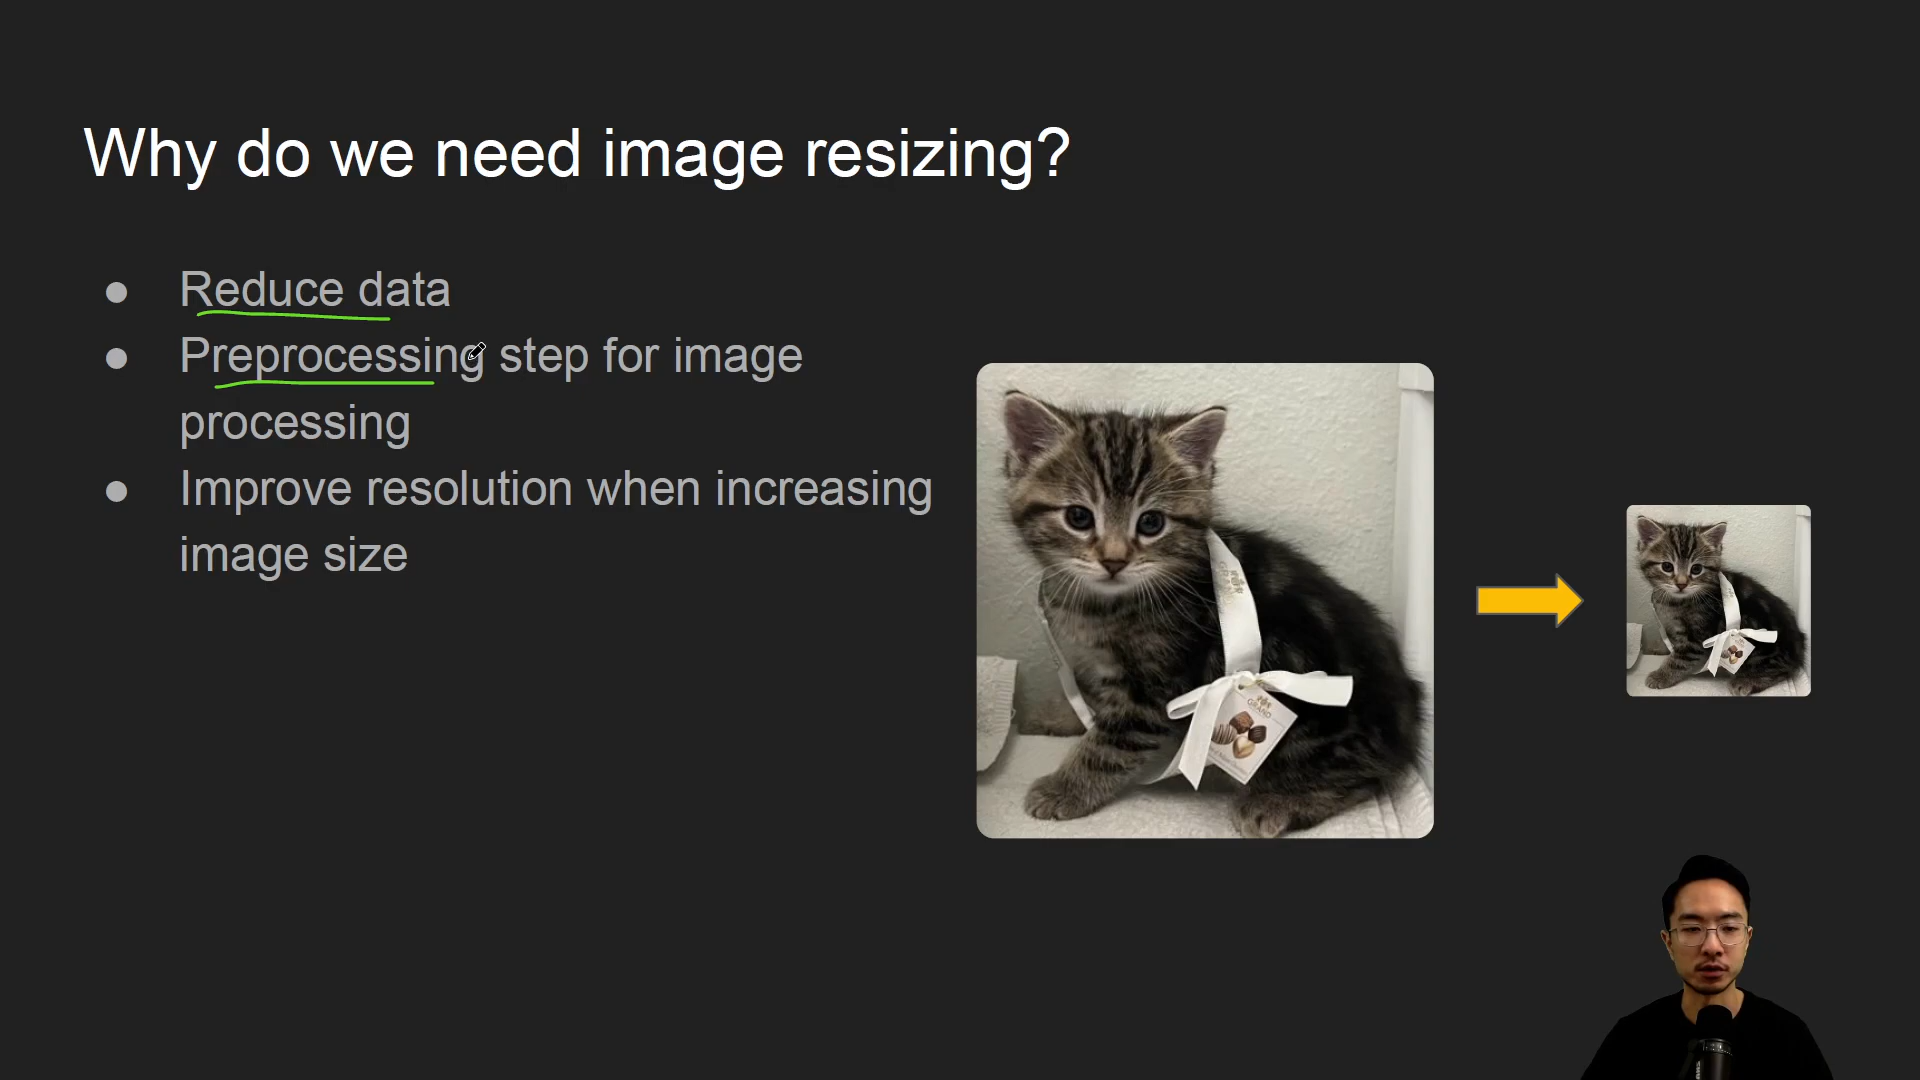 Why do we need image resizing?
● Reduce data
● Preprocessing step for image
processing
● Improve resolution when increasing
image size
GRAND